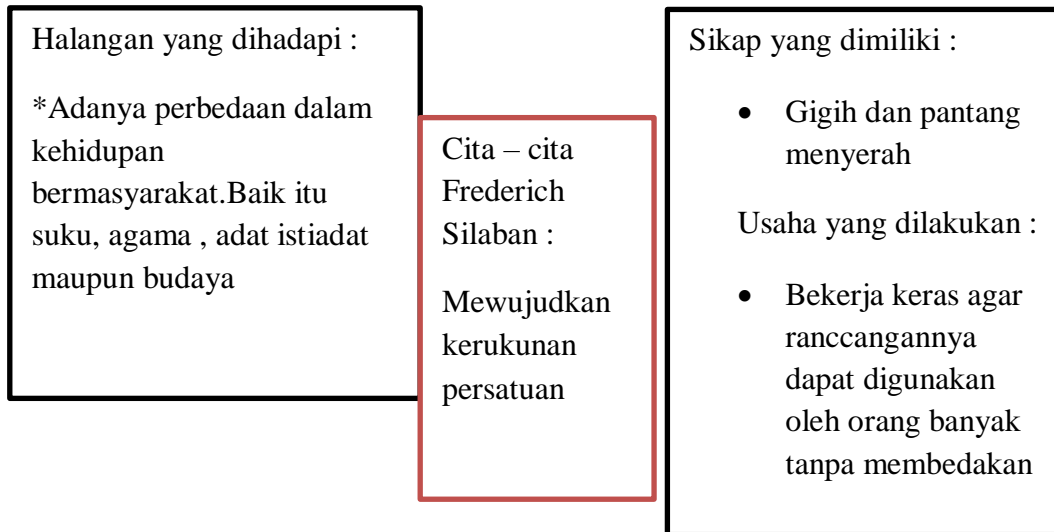 Halangan yang dihadapi :
*Adanya perbedaan dalam
kehidupan
bermasyarakat.Baik itu
suku, agama , adat istiadat
maupun budaya
Cita – cita
Frederich
Silaban :
Mewujudkan
kerukunan
persatuan
Sikap yang dimiliki :
• Gigih dan pantang
menyerah
Usaha yang dilakukan :
• Bekerja keras agar
ranccangannya
dapat digunakan
oleh orang banyak
tanpa membedakan